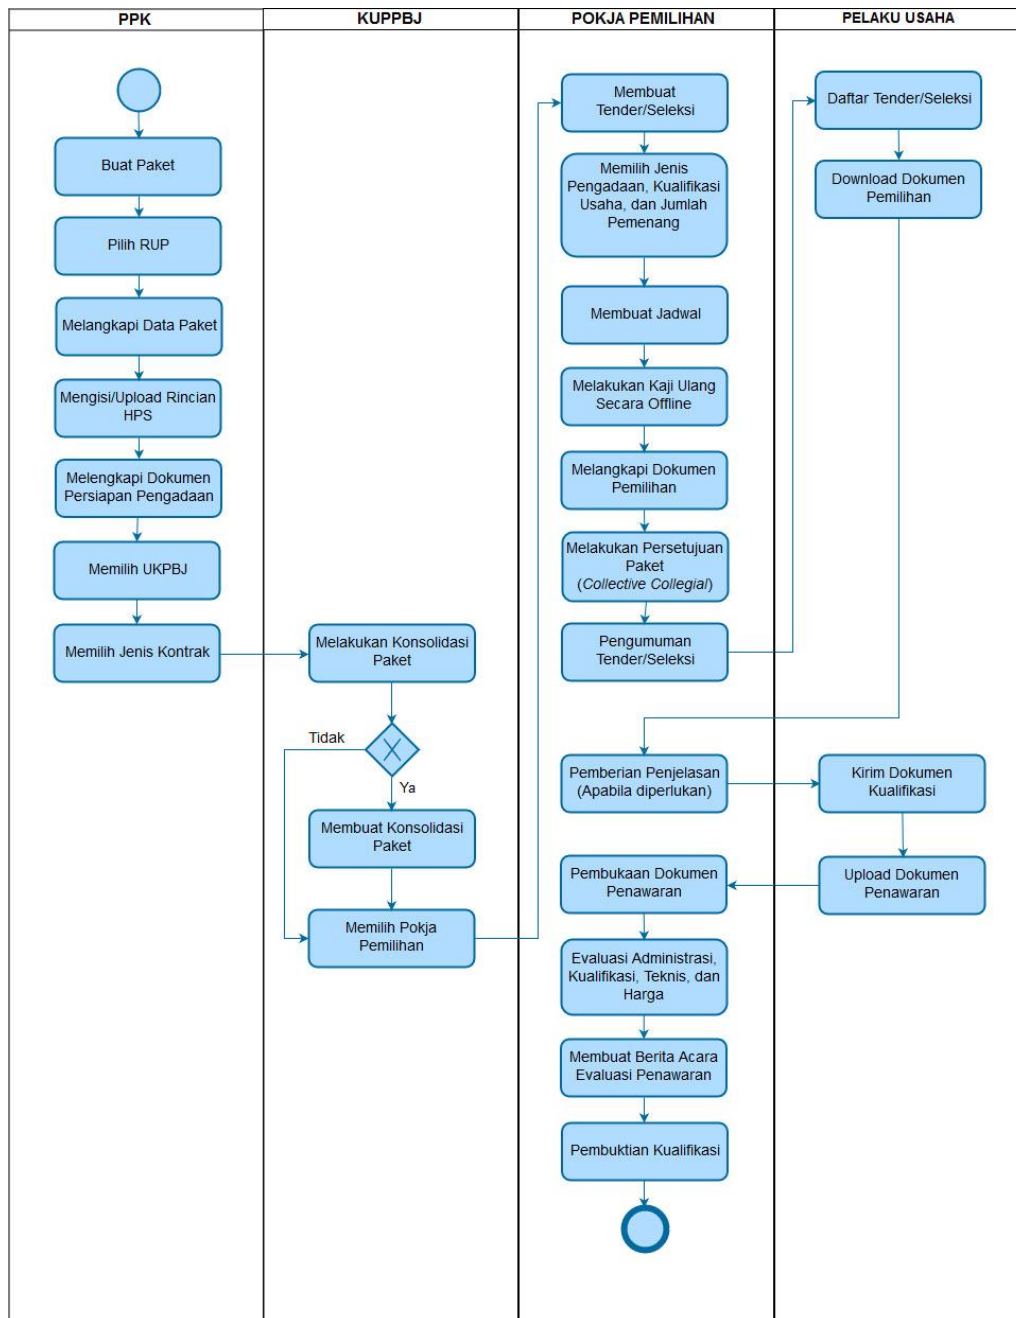 PPK
KUPPBJ
POKJA PEMILIHAN
PELAKU USAHA
Buat Paket
Pilih RUP
Melangkapi Data Paket
Mengisi/Upload Rincian
HPS
Melengkapi Dokumen
Persiapan Pengadaan
Memilih UKPBJ
Memilih Jenis Kontrak
Melakukan Konsolidasi
Paket
Tidak
Ya
Membuat Konsolidasi
Paket
Memilih Pokja
Pemilihan
Membuat
Tender/Seleksi
Memilih Jenis
Pengadaan, Kualifikasi
Usaha, dan Jumlah
Pemenang
Membuat Jadwal
Melakukan Kaji Ulang
Secara Offline
Melangkapi Dokumen
Pemilihan
Melakukan Persetujuan
Paket
(Collective Collegial)
Pengumuman
Tender/Seleksi
Daftar Tender/Seleksi
Download Dokumen
Pemilihan
Pemberian Penjelasan
(Apabila diperlukan)
Kirim Dokumen
Kualifikasi
Upload Dokumen
Penawaran
Pembukaan Dokumen
Penawaran
Evaluasi Administrasi,
Kualifikasi, Teknis, dan
Harga
Membuat Berita Acara
Evaluasi Penawaran
Pembuktian Kualifikasi